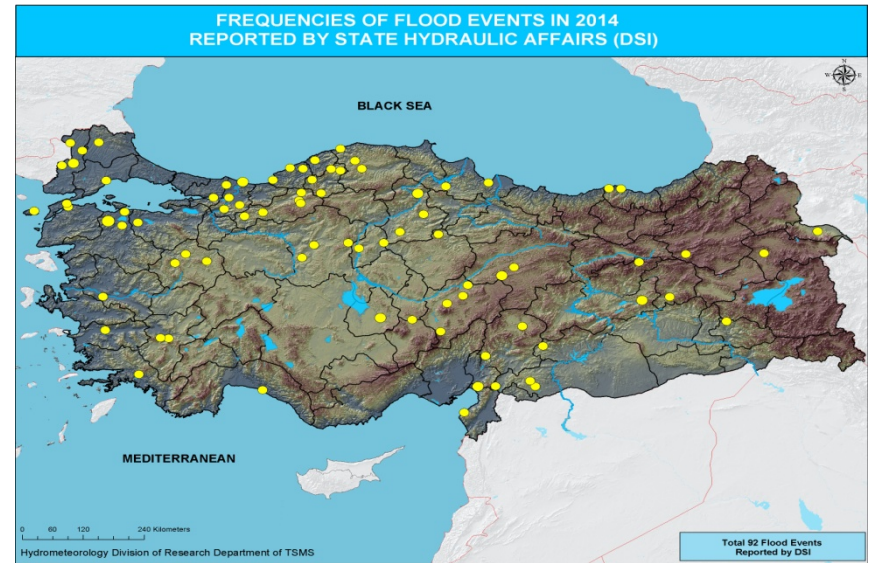 FREQUENCIES OF FLOOD EVENTS IN 2014
REPORTED BY STATE HYDRAULIC AFFAIRS (DSI)
N
W E
S
BLACK SEA
MEDITERRANEAN
0 60 120 240 Kilometers
Hydrometeorology Division of Research Department of TSMS
Total 92 Flood Events
Reported by DSI